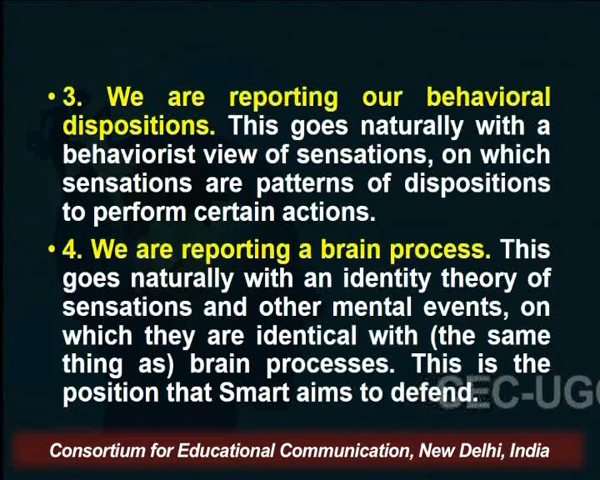 • 3. We are reporting our behavioral
dispositions. This goes naturally with a
behaviorist view of sensations, on which
sensations are patterns of dispositions
to perform certain actions.
• 4. We are reporting a brain process. This
goes naturally with an identity theory of
sensations and other mental events, on
which they are identical with (the same
thing as) brain processes. This is the
position that Smart aims to defend.
CEC-UGC
Consortium for Educational Communication, New Delhi, India